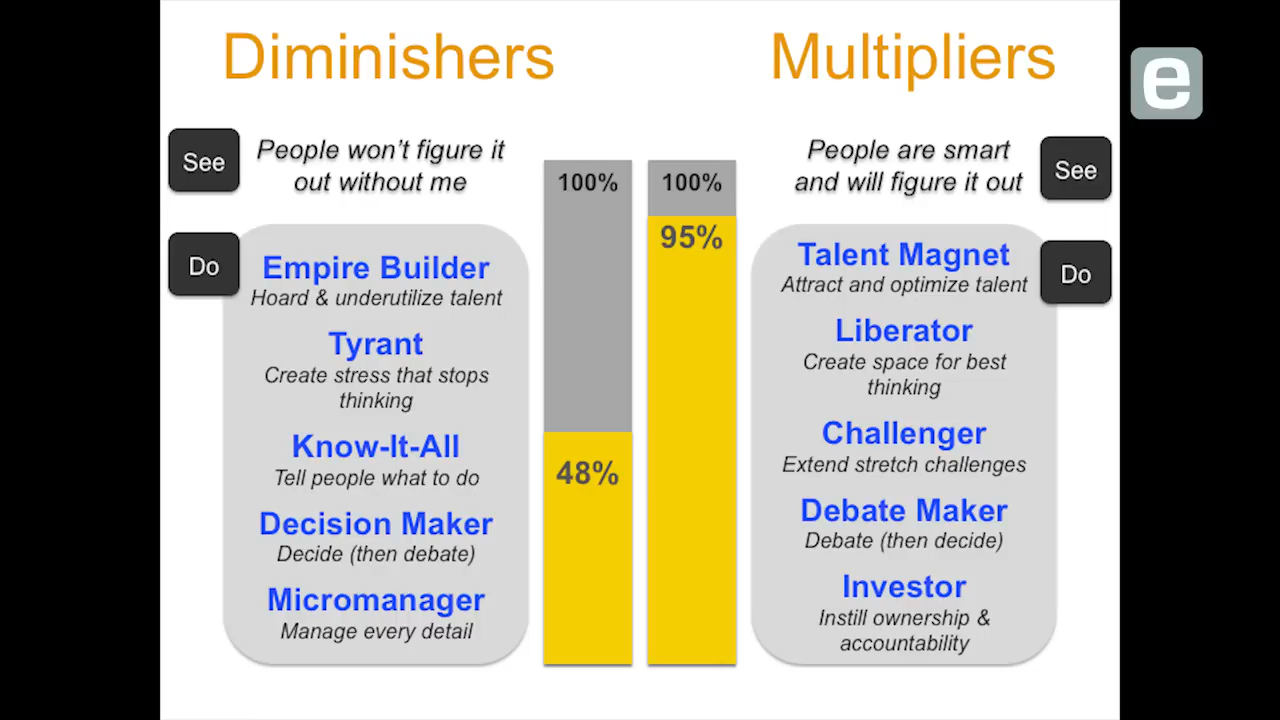 Diminishers
Multipliers
e
See
People won't figure it
out without me
100%
100%
People are smart
and will figure it out
See
Do
Empire Builder
Hoard & underutilize talent
Tyrant
Create stress that stops
thinking
Know-It-All
Tell people what to do
Decision Maker
Decide (then debate)
Micromanager
Manage every detail
48%
95%
Talent Magnet
Attract and optimize talent
Do
Liberator
Create space for best
thinking
Challenger
Extend stretch challenges
Debate Maker
Debate (then decide)
Investor
Instill ownership &
accountability